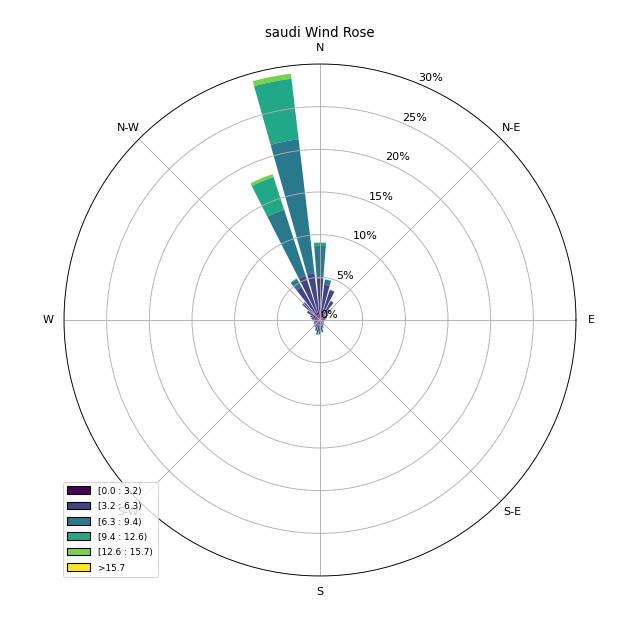 saudi Wind Rose
N
30%
N-W
N-E
25%
20%
15%
10%
5%
W
0%
E
[0.0 : 3.2)
[3.2 : 6.3)
S-W
S-E
[6.3 : 9.4)
[9.4 : 12.6)
[12.6 : 15.7)
>15.7
S